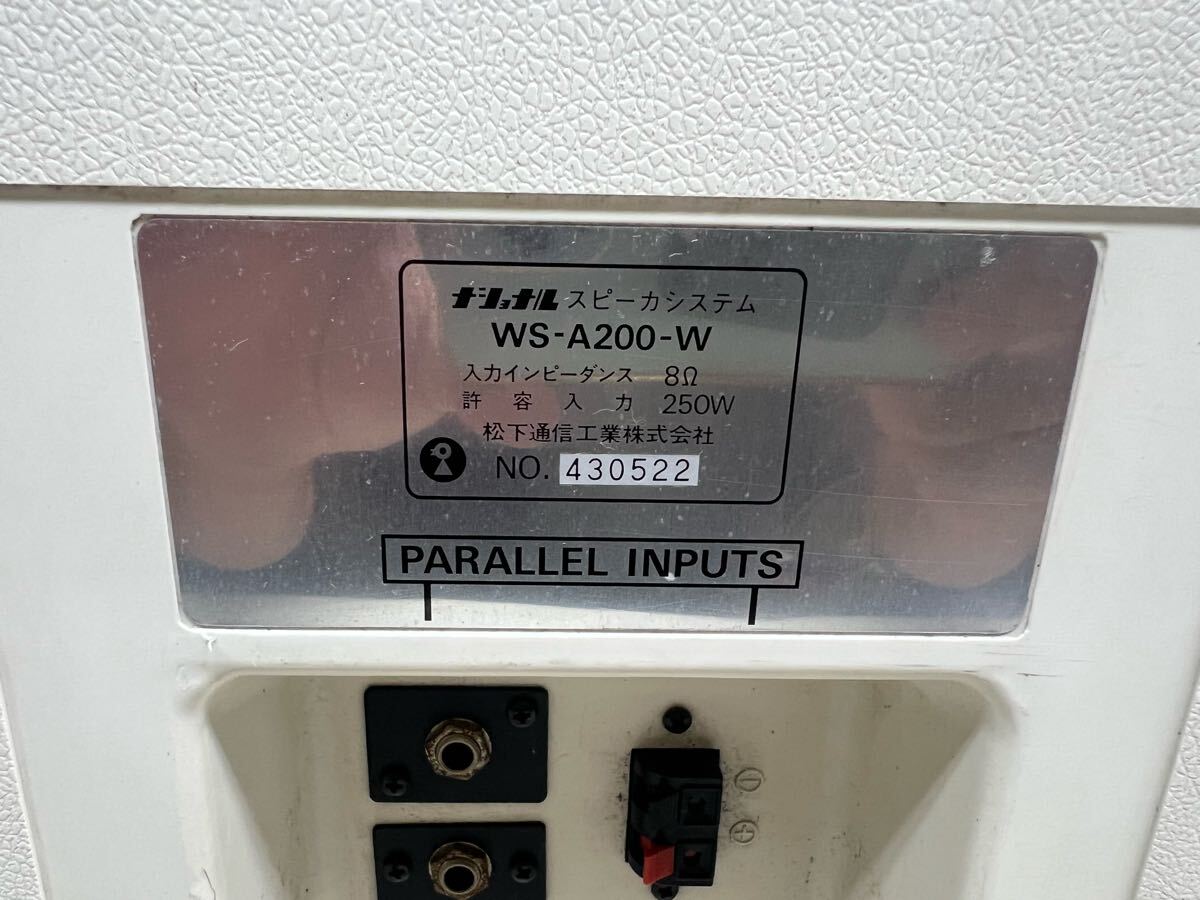 ナショナル スピーカシステム
WS-A200-W
入力インピーダンス 8Ω
許容入力 250W
松下通信工業株式会社
NO. 430522
PARALLEL INPUTS
⊖
⊕